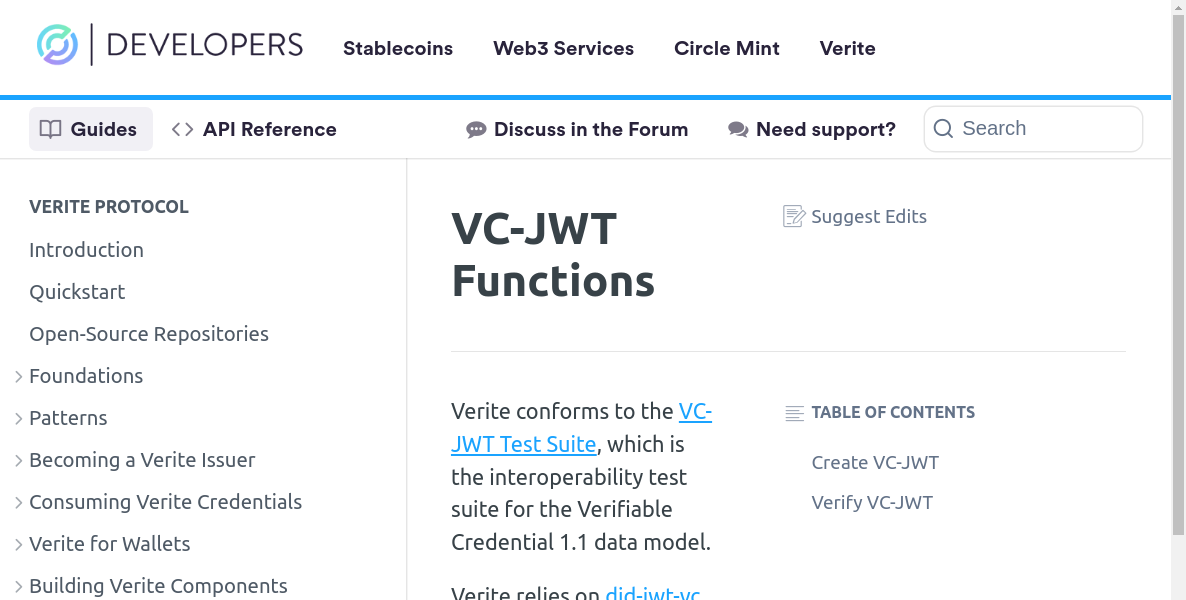 DEVELOPERS
Stablecoins
Web3 Services
Circle Mint
Verite
Guides
API Reference
Discuss in the Forum
Need support?
Search
VERITE PROTOCOL
Introduction
Quickstart
Open-Source Repositories
Foundations
Patterns
Becoming a Verite Issuer
Consuming Verite Credentials
Verite for Wallets
Building Verite Components
VC-JWT
Functions
Suggest Edits
Verite conforms to the VC-
JWT Test Suite, which is
the interoperability test
suite for the Verifiable
Credential 1.1 data model.
Verite relies on did-jwt-vc
TABLE OF CONTENTS
Create VC-JWT
Verify VC-JWT